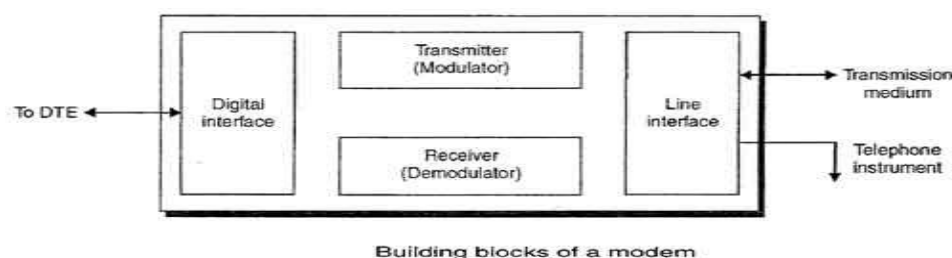 To DTE
Digital
interface
Transmitter
(Modulator)
Receiver
(Demodulator)
Line
interface
Transmission
medium
Telephone
instrument
Building blocks of a modem